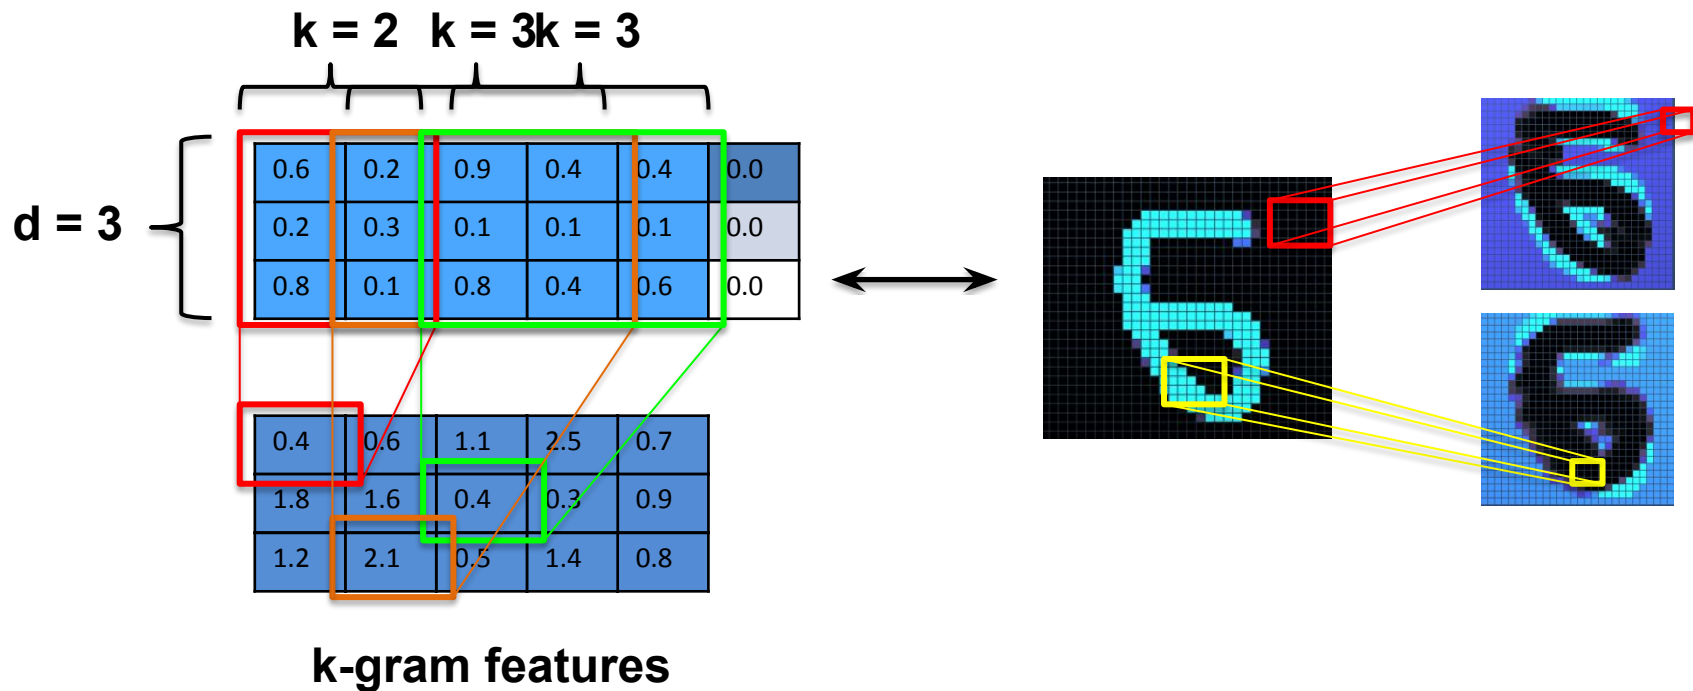 k = 2 k = 3k = 3
d = 3
0.6 0.2 0.9 0.4 0.4 0.0
0.2 0.3 0.1 0.1 0.1 0.0
0.8 0.1 0.8 0.4 0.6 0.0
0.4 0.6 1.1 2.5 0.7
1.8 1.6 0.4 0.3 0.9
1.2 2.1 0.5 1.4 0.8
k-gram features